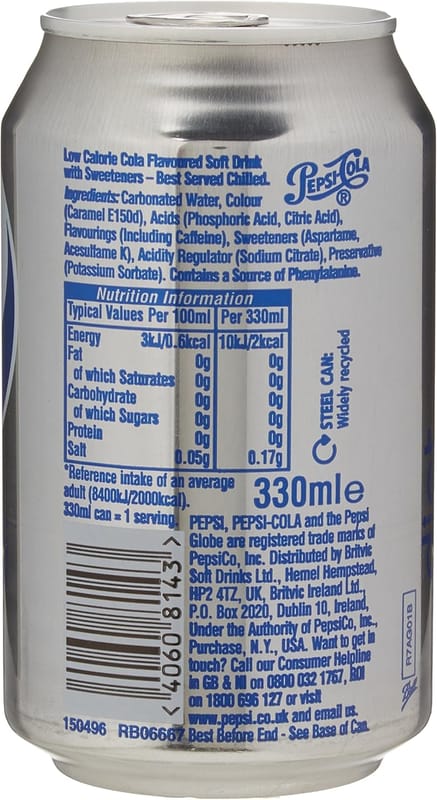 Low Calorie Cola Flavoured Soft Drink
with Sweeteners – Best Served Chilled.
PEPSI-COLA
®
Ingredients: Carbonated Water, Colour
(Caramel E150d), Acids (Phosphoric Acid, Citric Acid),
Flavourings (Including Caffeine), Sweeteners (Aspartame,
Acesulfame K), Acidity Regulator (Sodium Citrate), Preservative
(Potassium Sorbate). Contains a Source of Phenylalanine.
Nutrition Information
Typical Values Per 100ml Per 330ml
Energy 3kJ/0.6kcal 10kJ/2kcal
Fat 0g 0g
of which Saturates 0g 0g
Carbohydrate 0g 0g
of which Sugars 0g 0g
Protein 0g 0g
Salt 0.05g 0.17g
STEEL CAN:
Widely recycled
*Reference intake of an average
adult (8400kJ/2000kcal).
330ml can = 1 serving.
330ml e
PEPSI, PEPSI-COLA and the Pepsi
Globe are registered trade marks of
PepsiCo, Inc. Distributed by Britvic
Soft Drinks Ltd., Hemel Hempstead,
HP2 4TZ, UK, Britvic Ireland Ltd.,
P.O. Box 2020, Dublin 10, Ireland,
Under the Authority of PepsiCo, Inc.,
Purchase, N.Y., USA. Want to get in
touch? Call our Consumer Helpline
in GB & NI on 0800 032 1767, ROI
on 1800 696 127 or visit
www.pepsi.co.uk and email us.
Best Before End - See Base of Can.
< 4060 8143 >
150496 RB06667
R7AG01B